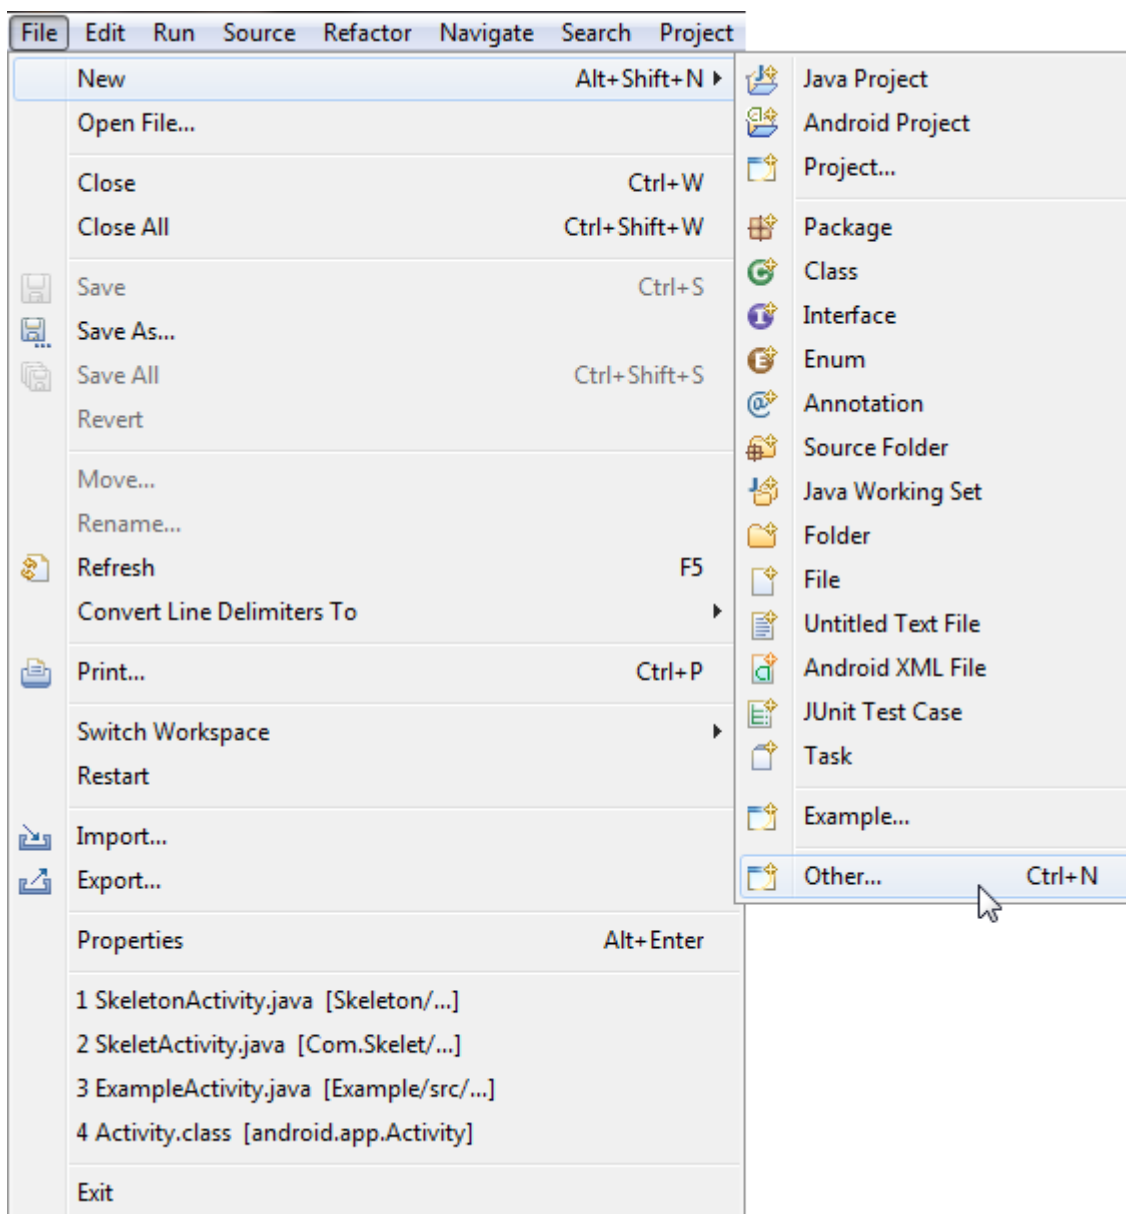 File Edit Run Source Refactor Navigate Search Project
New Alt+Shift+N
Open File...
Close Ctrl+W
Close All Ctrl+Shift+W
Save Ctrl+S
Save As...
Save All Ctrl+Shift+S
Revert
Move...
Rename...
Refresh F5
Convert Line Delimiters To
Print... Ctrl+P
Switch Workspace
Restart
Import...
Export...
Properties Alt+Enter
1 SkeletonActivity.java [Skeleton/...]
2 SkeletActivity.java [Com.Skelet/...]
3 ExampleActivity.java [Example/src/...]
4 Activity.class [android.app.Activity]
Exit
Java Project
Android Project
Project...
Package
Class
Interface
Enum
Annotation
Source Folder
Java Working Set
Folder
File
Untitled Text File
Android XML File
JUnit Test Case
Task
Example...
Other... Ctrl+N